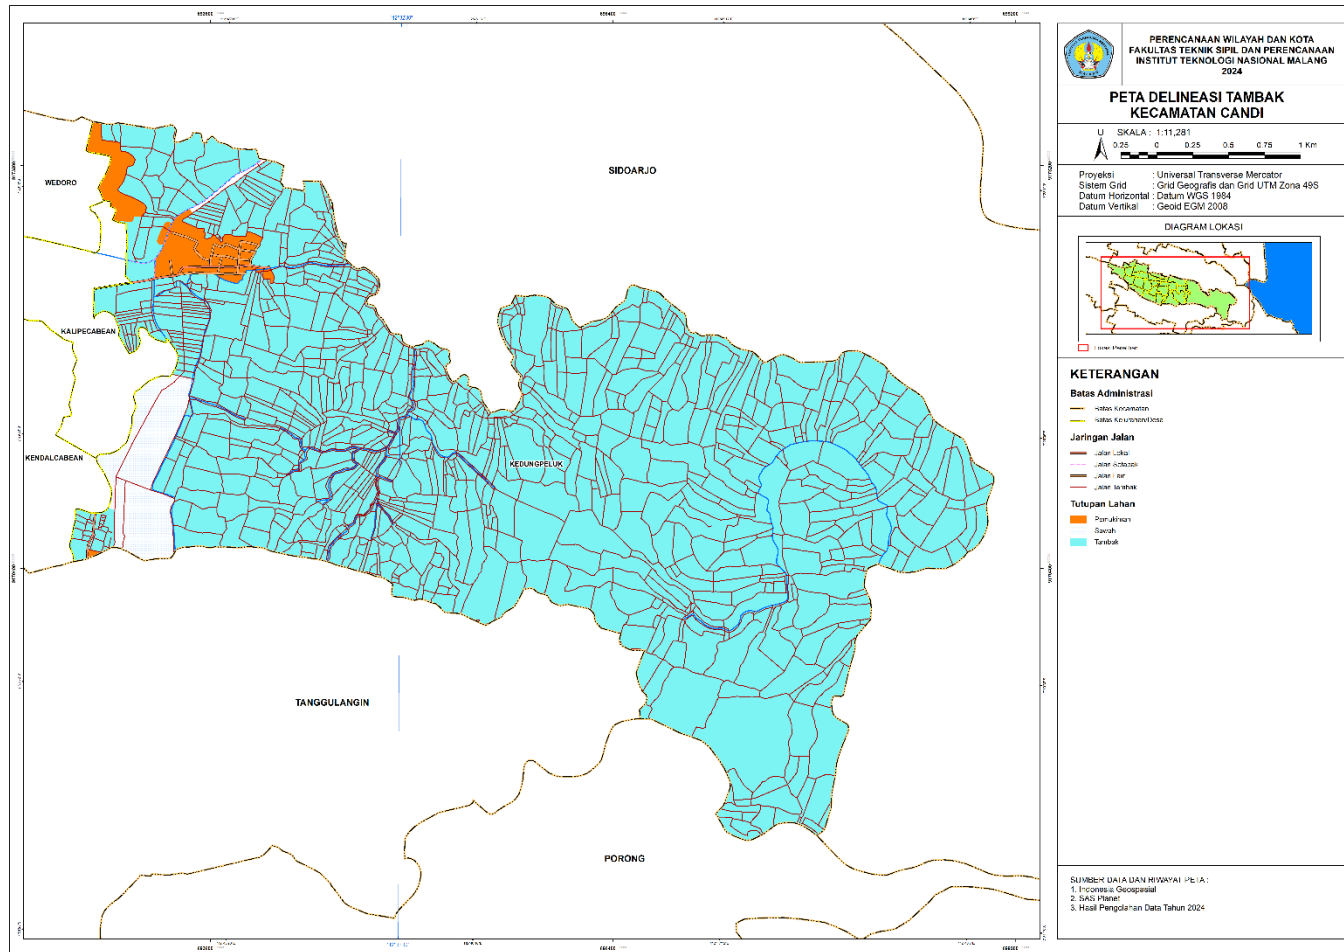 PERENCANAAN WILAYAH DAN KOTA
FAKULTAS TEKNIK SIPIL DAN PERENCANAAN
INSTITUT TEKNOLOGI NASIONAL MALANG
2024
PETA DELINEASI TAMBAK
KECAMATAN CANDI
U SKALA : 1:11,281
0.25 0 0.25 0.5 0.75 1 Km
Proyeksi : Universal Transverse Mercator
Sistem Grid : Grid Geografis dan Grid UTM Zona 49S
Datum Horizontal : Datum WGS 1984
Datum Vertikal : Geoid EGM 2008
DIAGRAM LOKASI
KETERANGAN
Batas Administrasi
Batas Kecamatan
Batas Kelurahan/Desa
Jaringan Jalan
Jalan Lokal
Jalan Setapak
Jalan Lain
Jalan Tambak
Tutupan Lahan
Pemukiman
Sawah
Tambak
SUMBER DATA DAN RIWAYAT PETA :
1. Indonesia Geospasial
2. SAS Planet
3. Hasil Pengolahan Data Tahun 2024
SIDOARJO
WEDORO
KALIPECABEAN
KENDALCABEAN
KEDUNGPELUK
TANGGULANGIN
PORONG